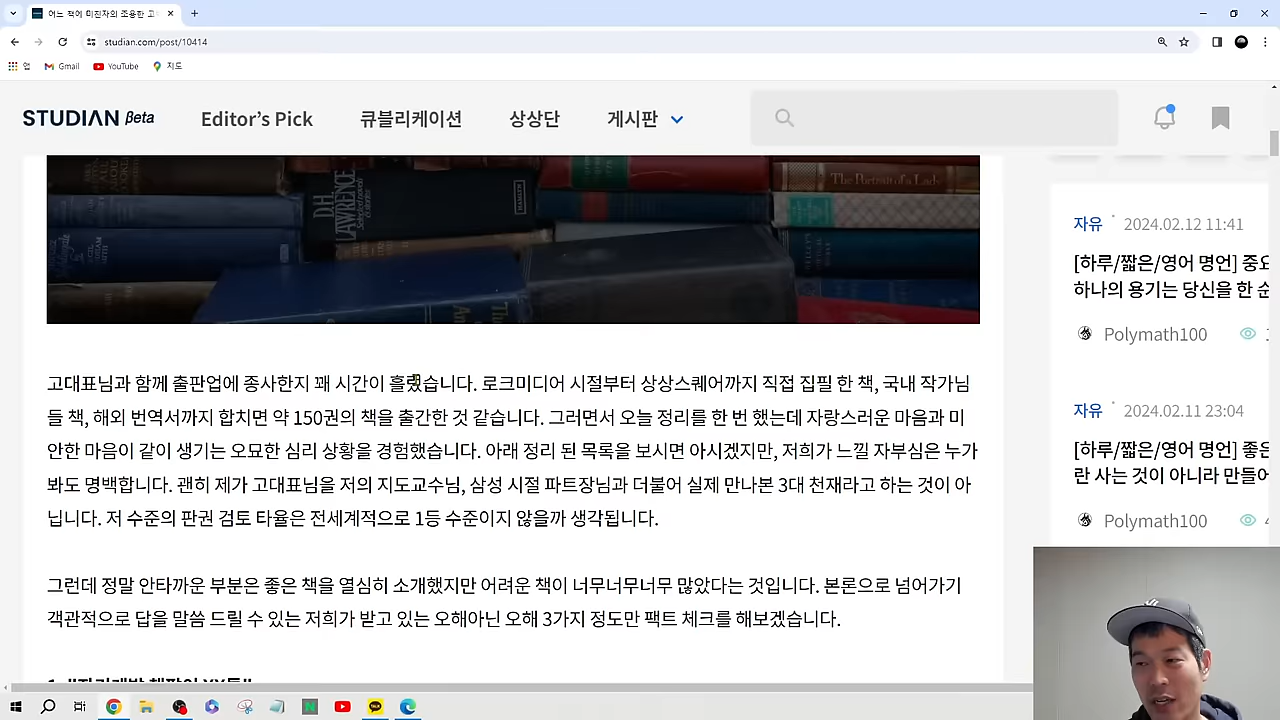 어느 책에 미친자의 조용한 고
studian.com/post/10414
앱 Gmail YouTube 지도
STUDIAN βeta Editor's Pick 큐블리케이션 상상단 게시판
D.H. LAWRENCE
The Portrait of a Lady
고대표님과 함께 출판업에 종사한지 꽤 시간이 흘렀습니다. 로크미디어 시절부터 상상스퀘어까지 직접 집필 한 책, 국내 작가님
들 책, 해외 번역서까지 합치면 약 150권의 책을 출간한 것 같습니다. 그러면서 오늘 정리를 한 번 했는데 자랑스러운 마음과 미
안한 마음이 같이 생기는 오묘한 심리 상황을 경험했습니다. 아래 정리 된 목록을 보시면 아시겠지만, 저희가 느낄 자부심은 누가
봐도 명백합니다. 괜히 제가 고대표님을 저의 지도교수님, 삼성 시절 파트장님과 더불어 실제 만나본 3대 천재라고 하는 것이 아
닙니다. 저 수준의 판권 검토 타율은 전세계적으로 1등 수준이지 않을까 생각됩니다.
그런데 정말 안타까운 부분은 좋은 책을 열심히 소개했지만 어려운 책이 너무너무너무 많았다는 것입니다. 본론으로 넘어가기
객관적으로 답을 말씀 드릴 수 있는 저희가 받고 있는 오해아닌 오해 3가지 정도만 팩트 체크를 해보겠습니다.
자유 2024.02.12 11:41
[하루/짧은/영어 명언] 중요
하나의 용기는 당신을 한 순
Polymath100
자유 2024.02.11 23:04
[하루/짧은/영어 명언] 좋은
란 사는 것이 아니라 만들어
Polymath100